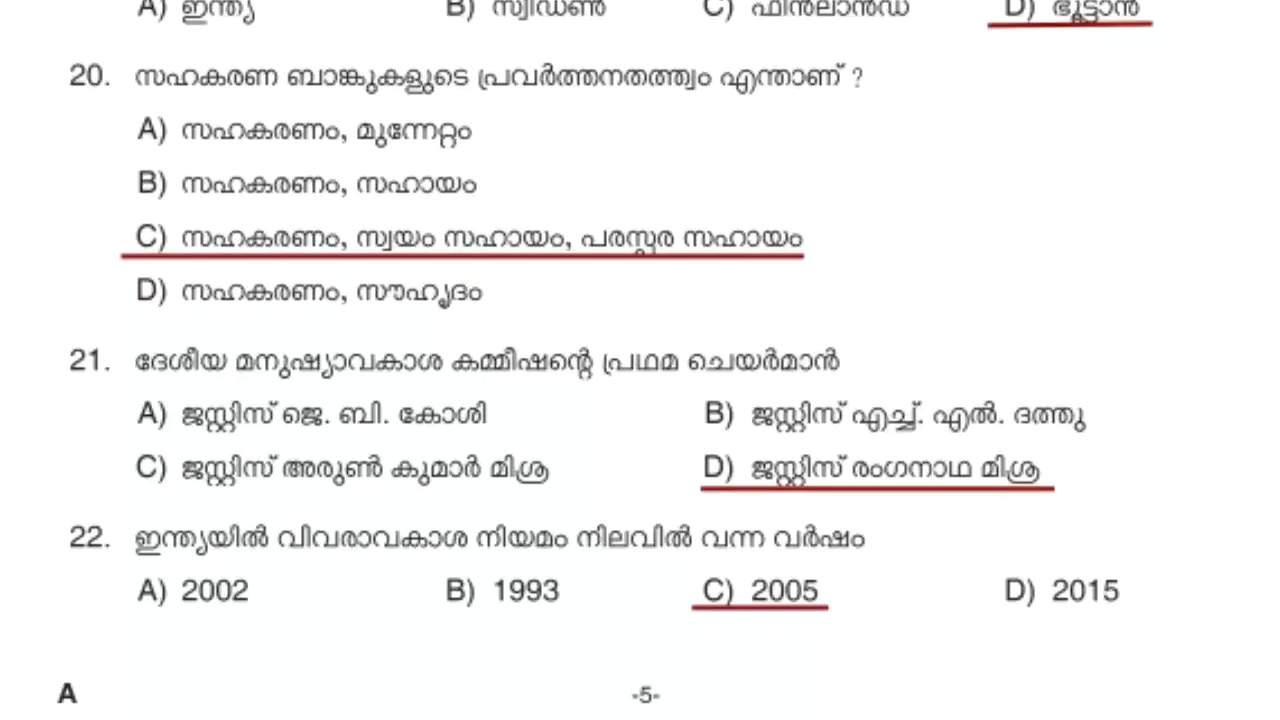 A) ഇന്ത്യ B) സ്വീഡൺ C) ഫിൻലാൻഡ് D) ഭൂട്ടാൻ
20. സഹകരണ ബാങ്കുകളുടെ പ്രവർത്തനതത്ത്വം എന്താണ് ?
A) സഹകരണം, മുന്നേറ്റം
B) സഹകരണം, സഹായം
C) സഹകരണം, സ്വയം സഹായം, പരസ്പര സഹായം
D) സഹകരണം, സൗഹൃദം
21. ദേശീയ മനുഷ്യാവകാശ കമ്മീഷന്റെ പ്രഥമ ചെയർമാൻ
A) ജസ്റ്റിസ് ജെ. ബി. കോശി B) ജസ്റ്റിസ് എച്ച്. എൽ. ദത്തു
C) ജസ്റ്റിസ് അരുൺ കുമാർ മിശ്ര D) ജസ്റ്റിസ് രംഗനാഥ മിശ്ര
22. ഇന്ത്യയിൽ വിവരാവകാശ നിയമം നിലവിൽ വന്ന വർഷം
A) 2002 B) 1993 C) 2005 D) 2015
A -5-